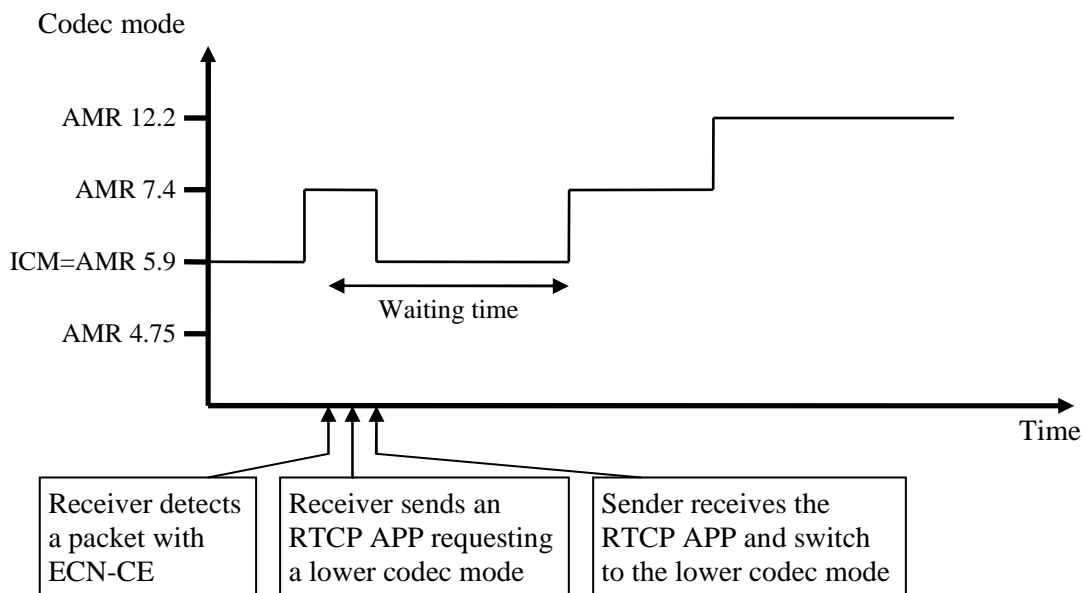 Codec mode
AMR 12.2
AMR 7.4
ICM=AMR 5.9
Waiting time
AMR 4.75
Time
Receiver detects
a packet with
ECN-CE
Receiver sends an
RTCP APP requesting
a lower codec mode
Sender receives the
RTCP APP and switch
to the lower codec mode